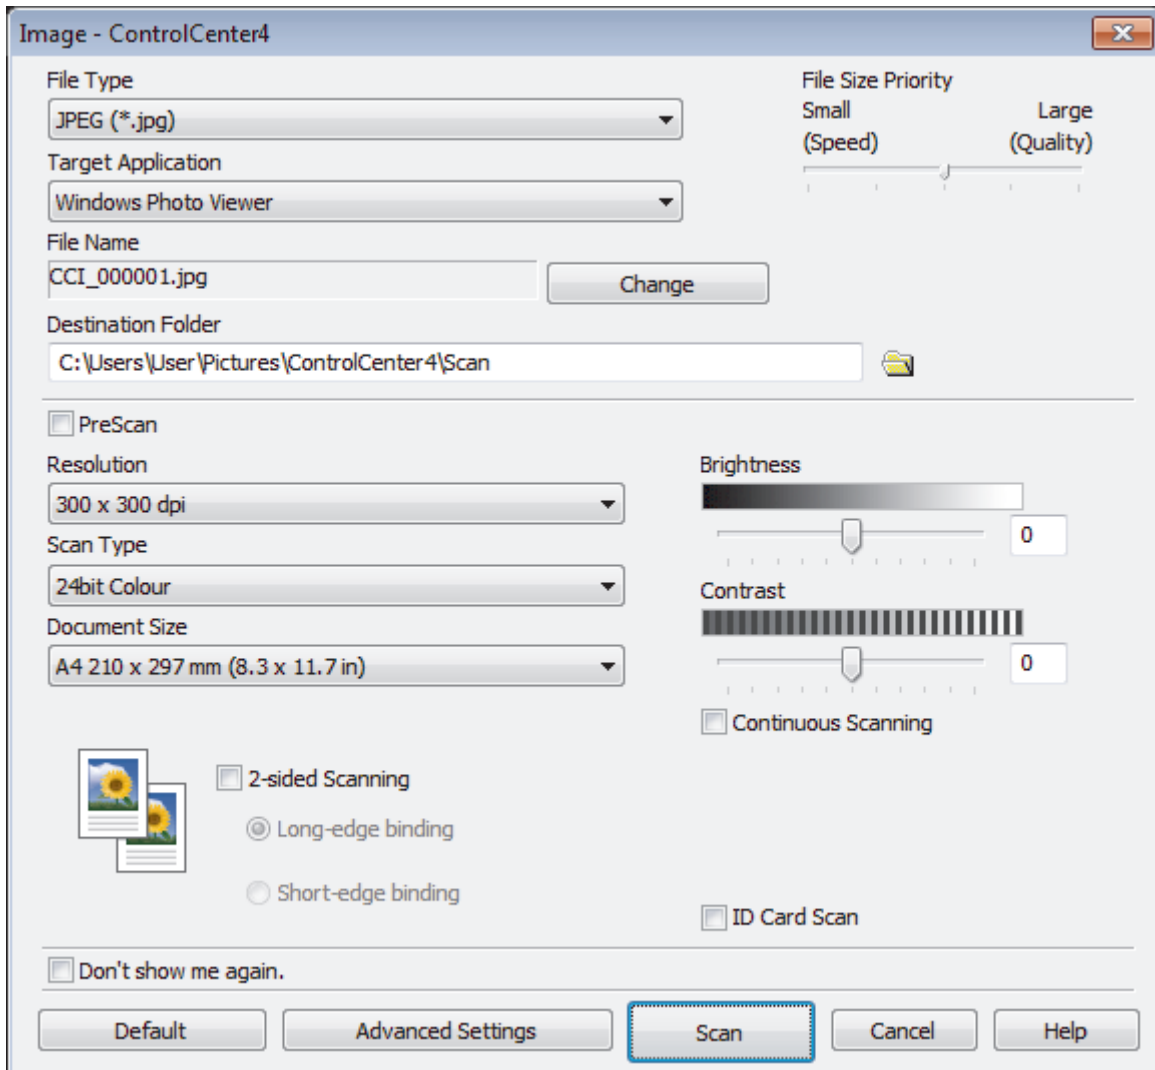 Image - ControlCenter4
File Type
JPEG (*.jpg)
Target Application
Windows Photo Viewer
File Name
CCI_000001.jpg
Change
Destination Folder
C:\Users\User\Pictures\ControlCenter4\Scan
File Size Priority
Small Large
(Speed) (Quality)
PreScan
Resolution
300 x 300 dpi
Scan Type
24bit Colour
Document Size
A4 210 x 297 mm (8.3 x 11.7 in)
Brightness
0
Contrast
0
Continuous Scanning
2-sided Scanning
Long-edge binding
Short-edge binding
ID Card Scan
Don't show me again.
Default Advanced Settings Scan Cancel Help